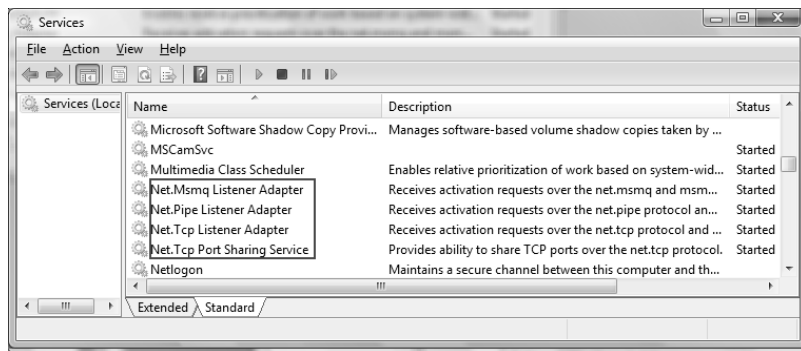 Services
File Action View Help
Services (Loca
Name Description Status
Microsoft Software Shadow Copy Provi... Manages software-based volume shadow copies taken by ...
MSCamSvc Started
Multimedia Class Scheduler Enables relative prioritization of work based on system-wid... Started
Net.Msmq Listener Adapter Receives activation requests over the net.msmq and msm... Started
Net.Pipe Listener Adapter Receives activation requests over the net.pipe protocol an... Started
Net.Tcp Listener Adapter Receives activation requests over the net.tcp protocol and ... Started
Net.Tcp Port Sharing Service Provides ability to share TCP ports over the net.tcp protocol. Started
Netlogon Maintains a secure channel between this computer and th...
Extended Standard